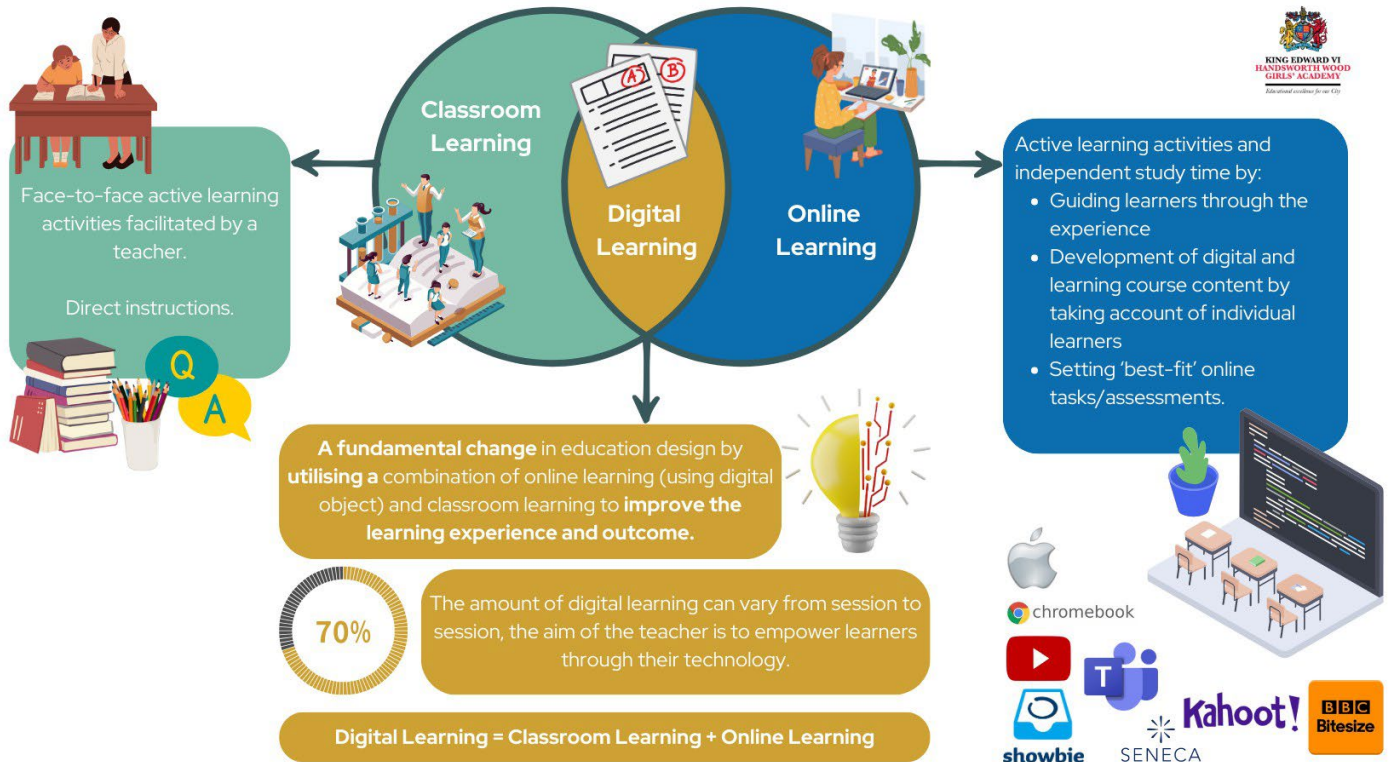 KING EDWARD VI
HANDSWORTH WOOD
GIRLS' ACADEMY
Educational excellence for our City
A
B
Classroom
Learning
Digital
Learning
Online
Learning
Face-to-face active learning
activities facilitated by a
teacher.
Direct instructions.
Q
A
Active learning activities and
independent study time by:
• Guiding learners through the
experience
• Development of digital and
learning course content by
taking account of individual
learners
• Setting ‘best-fit’ online
tasks/assessments.
A fundamental change in education design by
utilising a combination of online learning (using digital
object) and classroom learning to improve the
learning experience and outcome.
70%
The amount of digital learning can vary from session to
session, the aim of the teacher is to empower learners
through their technology.
Digital Learning = Classroom Learning + Online Learning
chromebook
T
showbie
SENECA
Kahoot!
BBC
Bitesize